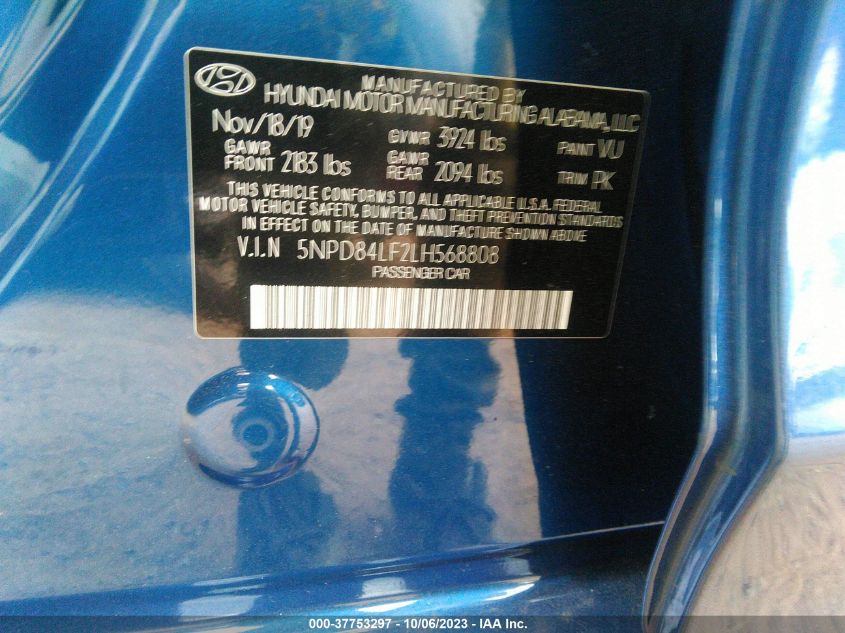 MANUFACTURED BY
HYUNDAI MOTOR MANUFACTURING ALABAMA, LLC
Nov/18/19 GVWR 3924 lbs PAINT VU
GAWR FRONT 2183 lbs GAWR REAR 2094 lbs TRIM PK
THIS VEHICLE CONFORMS TO ALL APPLICABLE U.S.A. FEDERAL
MOTOR VEHICLE SAFETY, BUMPER, AND THEFT PREVENTION STANDARDS
IN EFFECT ON THE DATE OF MANUFACTURE SHOWN ABOVE
V.I.N 5NPD84LF2LH568808
PASSENGER CAR
000-37753297 - 10/06/2023 - IAA Inc.